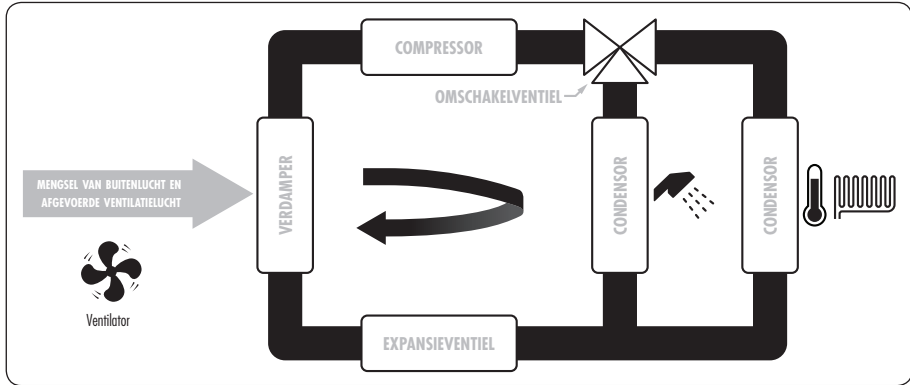 COMPRESSOR
OMSCHAKELVENTIEL
MENGSEL VAN BUITENLUCHT EN
AFGEVOERDE VENTILATIELUCHT
VERDAMPER
CONDENSOR
CONDENSOR
Ventilator
EXPANSIEVENTIEL